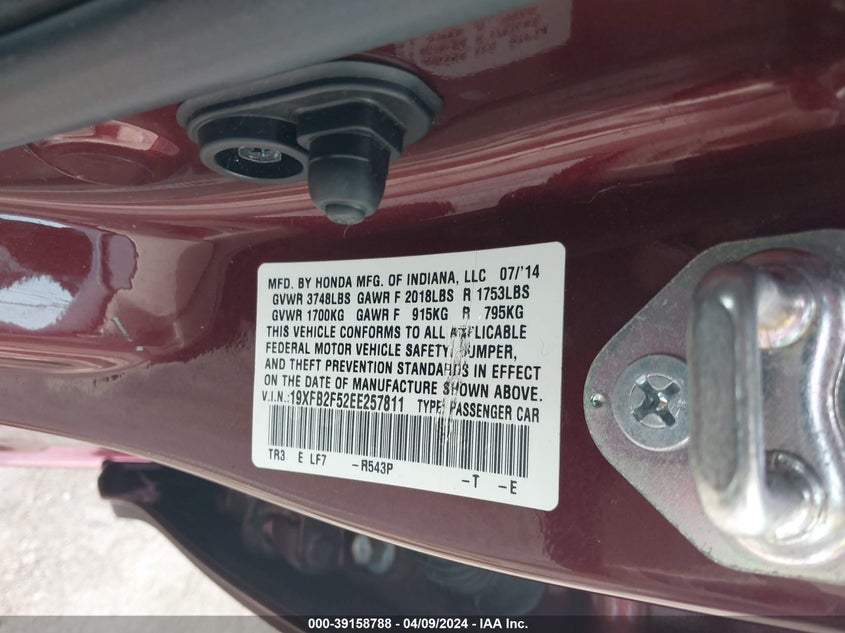 MFD. BY HONDA MFG. OF INDIANA, LLC 07/'14
GVWR 3748LBS GAWR F 2018LBS R 1753LBS
GVWR 1700KG GAWR F 915KG R 795KG
THIS VEHICLE CONFORMS TO ALL APPLICABLE
FEDERAL MOTOR VEHICLE SAFETY, BUMPER,
AND THEFT PREVENTION STANDARDS IN EFFECT
ON THE DATE OF MANUFACTURE SHOWN ABOVE.
V.I.N.:19XFB2F52EE257811 TYPE: PASSENGER CAR
TR3 E LF7 -R543P
-T -E
000-39158788 - 04/09/2024 - IAA Inc.